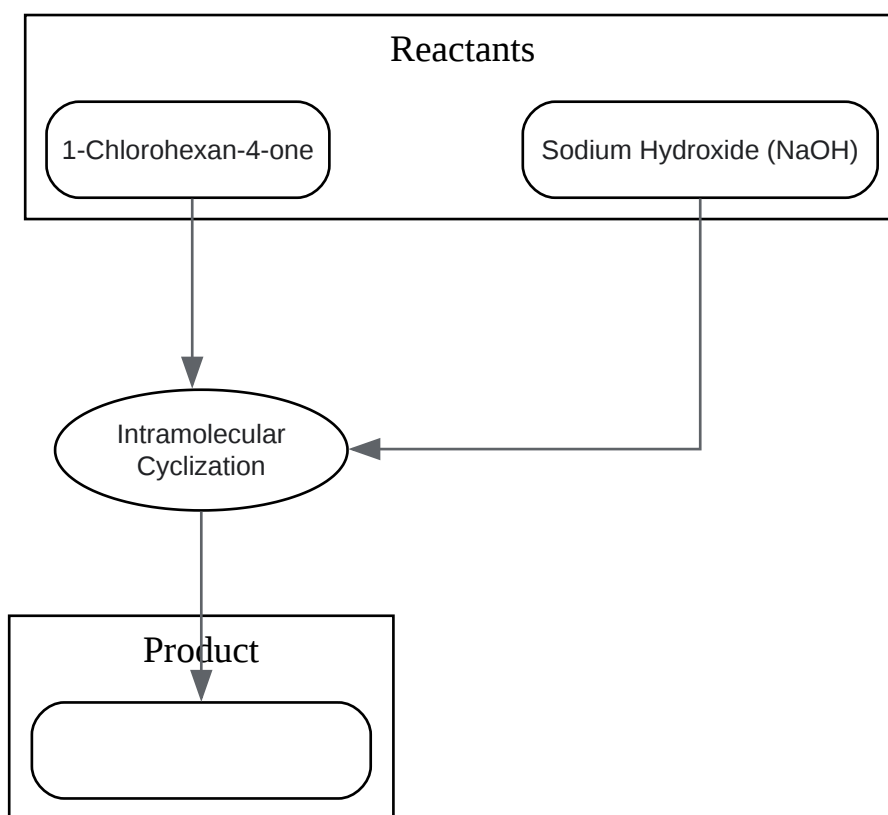 Reactants
1-Chlorohexan-4-one
Sodium Hydroxide (NaOH)
Intramolecular
Cyclization
Product